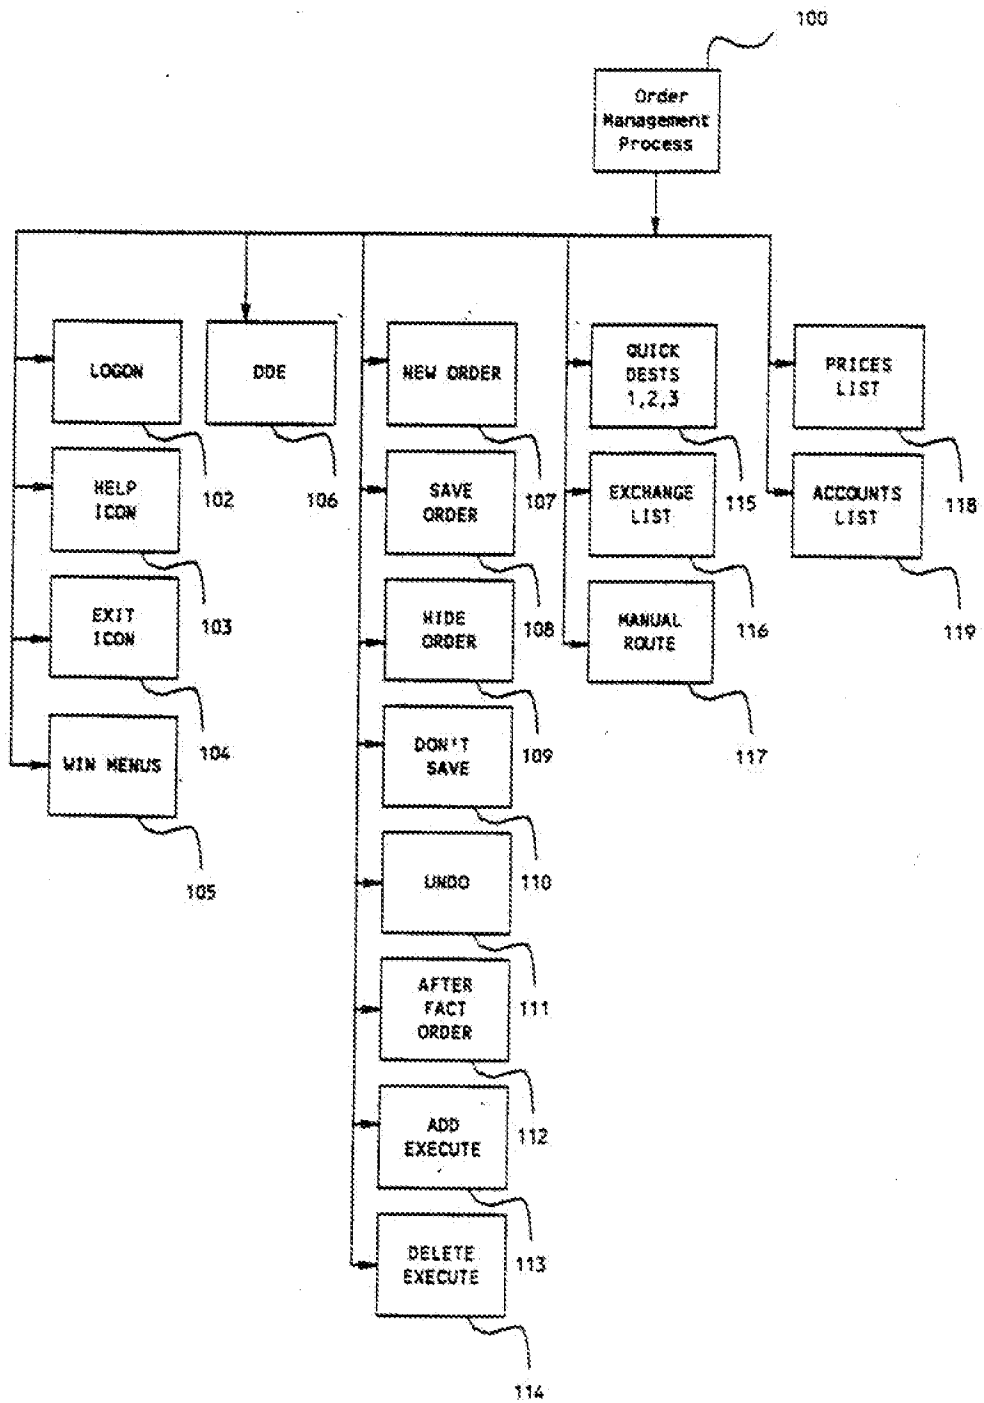 100
Order
Management
Process
LOGON
102
HELP
ICON
103
EXIT
ICON
104
WIN MENUS
105
DDE
106
NEW ORDER
107
SAVE
ORDER
108
HIDE
ORDER
109
DON'T
SAVE
110
UNDO
111
AFTER
FACT
ORDER
112
ADD
EXECUTE
113
DELETE
EXECUTE
114
QUICK
DESTS
1,2,3
115
EXCHANGE
LIST
116
MANUAL
ROUTE
117
PRICES
LIST
118
ACCOUNTS
LIST
119